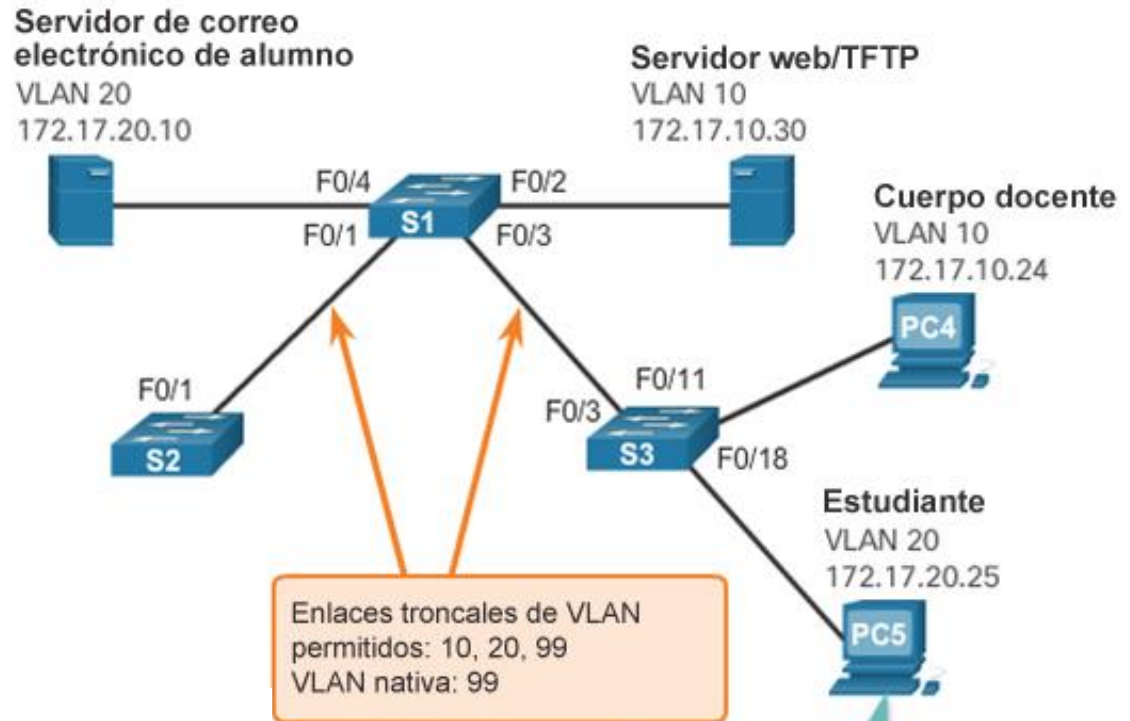 Servidor de correo
electrónico de alumno
VLAN 20
172.17.20.10
Servidor web/TFTP
VLAN 10
172.17.10.30
F0/4
F0/2
S1
F0/1
F0/3
Cuerpo docente
VLAN 10
172.17.10.24
PC4
F0/1
S2
F0/11
F0/3
S3
F0/18
Estudiante
VLAN 20
172.17.20.25
PC5
Enlaces troncales de VLAN
permitidos: 10, 20, 99
VLAN nativa: 99